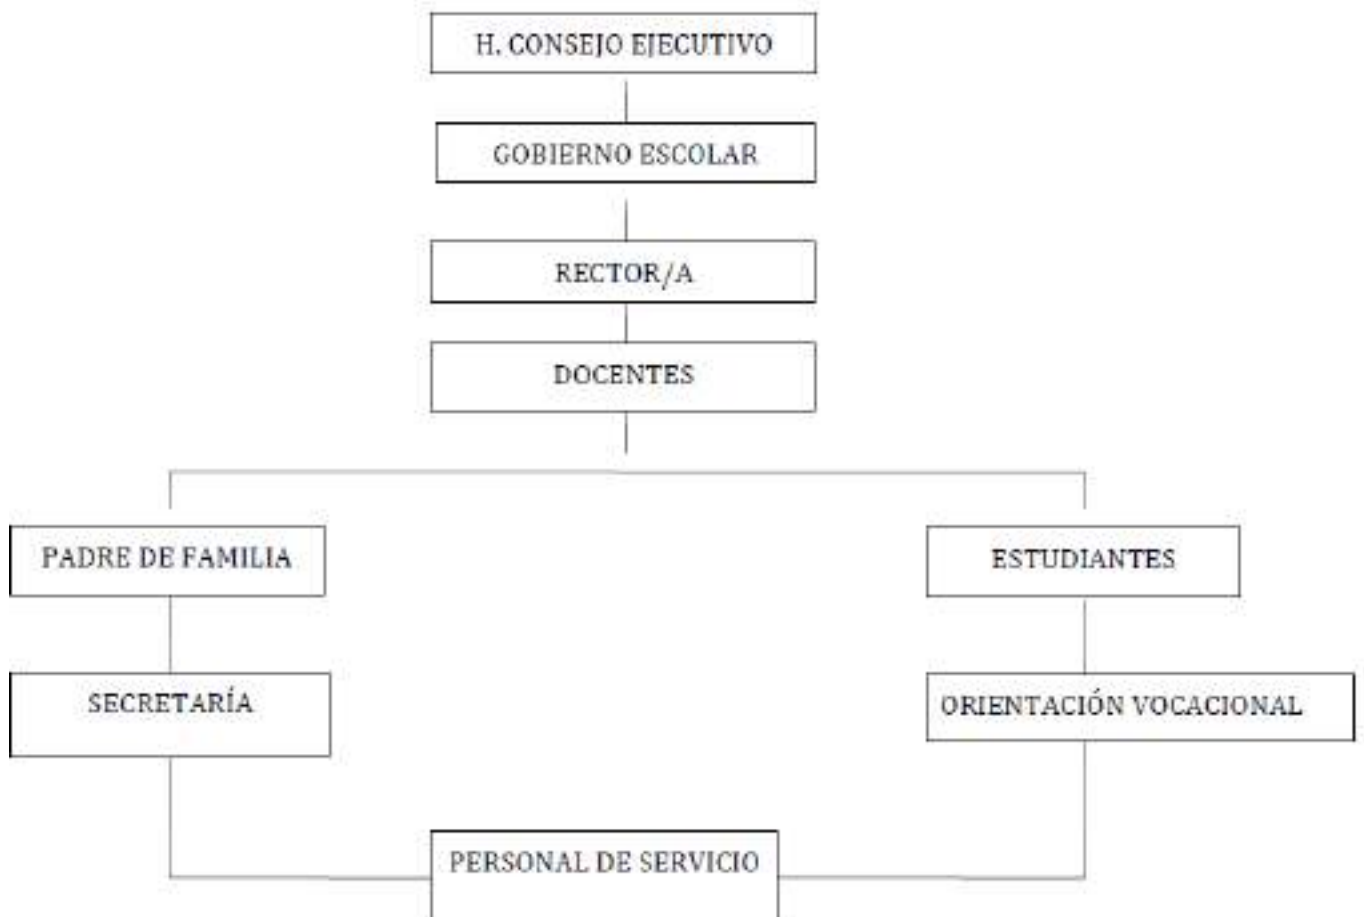 H. CONSEJO EJECUTIVO
GOBIERNO ESCOLAR
RECTOR/A
DOCENTES
PADRE DE FAMILIA
ESTUDIANTES
SECRETARÍA
ORIENTACIÓN VOCACIONAL
PERSONAL DE SERVICIO